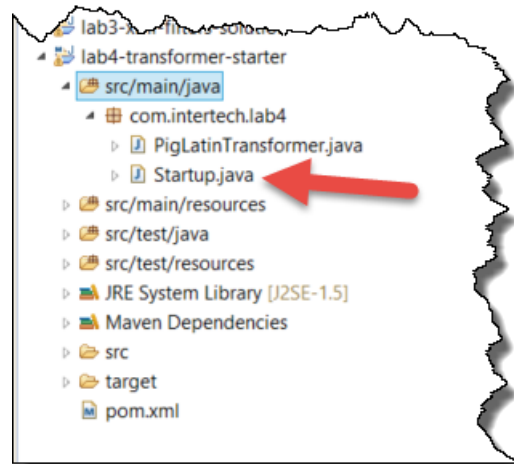 lab4-transformer-starter
src/main/java
com.intertech.lab4
PigLatinTransformer.java
Startup.java
src/main/resources
src/test/java
src/test/resources
JRE System Library [J2SE-1.5]
Maven Dependencies
src
target
pom.xml